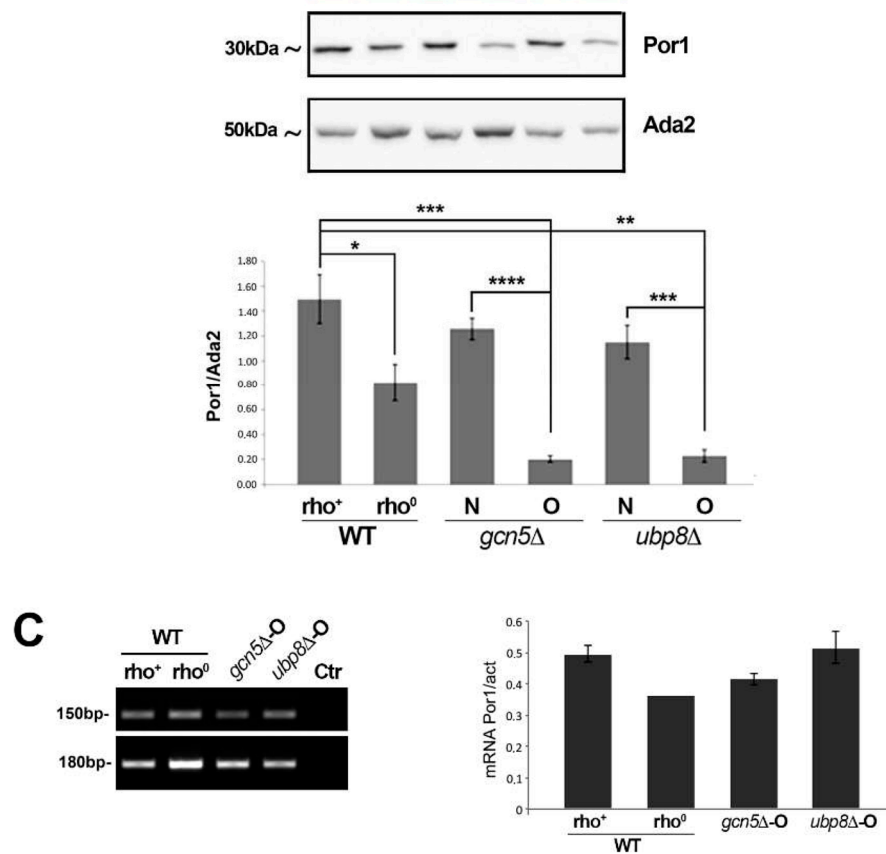 30kDa ~ Por1
50kDa ~ Ada2
***
**
*
****
***
Por1/Ada2
1.80
1.60
1.40
1.20
1.00
0.80
0.60
0.40
0.20
0.00
rho⁺ rho⁰ N O N O
WT gcn5Δ ubp8Δ
C
WT
rho⁺ rho⁰ gcn5Δ-O ubp8Δ-O Ctr
150bp-
180bp-
mRNA Por1/act
0.6
0.5
0.4
0.3
0,2
0,1
0
rho⁺ rho⁰ gcn5Δ-O ubp8Δ-O
WT